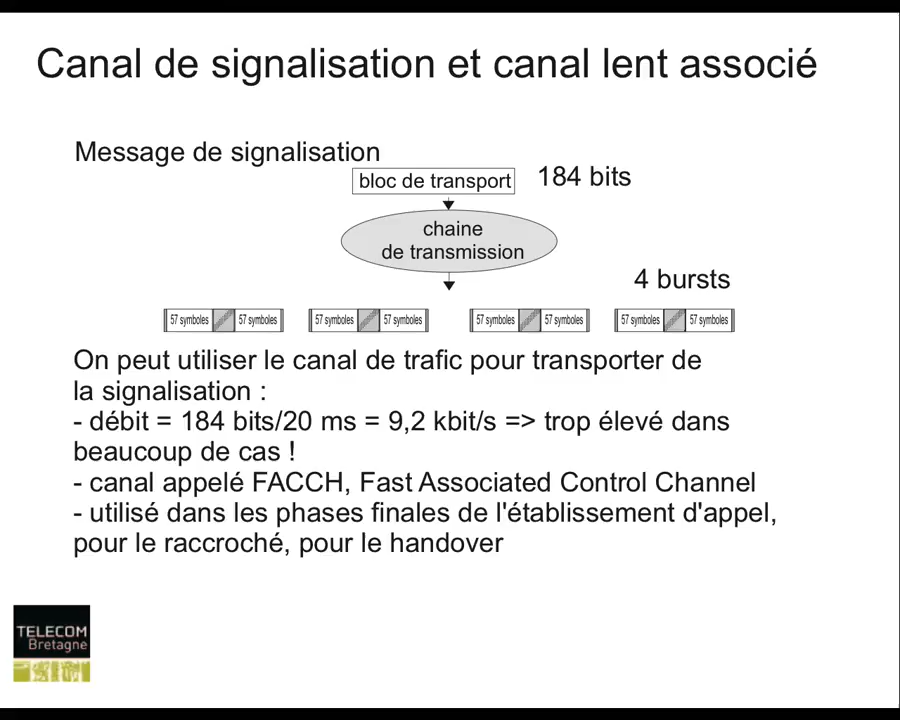 Canal de signalisation et canal lent associé
Message de signalisation
bloc de transport
184 bits
chaine
de transmission
4 bursts
57 symboles 57 symboles 57 symboles 57 symboles 57 symboles 57 symboles 57 symboles 57 symboles
On peut utiliser le canal de trafic pour transporter de
la signalisation :
- débit = 184 bits/20 ms = 9,2 kbit/s => trop élevé dans
beaucoup de cas !
- canal appelé FACCH, Fast Associated Control Channel
- utilisé dans les phases finales de l'établissement d'appel,
pour le raccroché, pour le handover
TELECOM
Bretagne